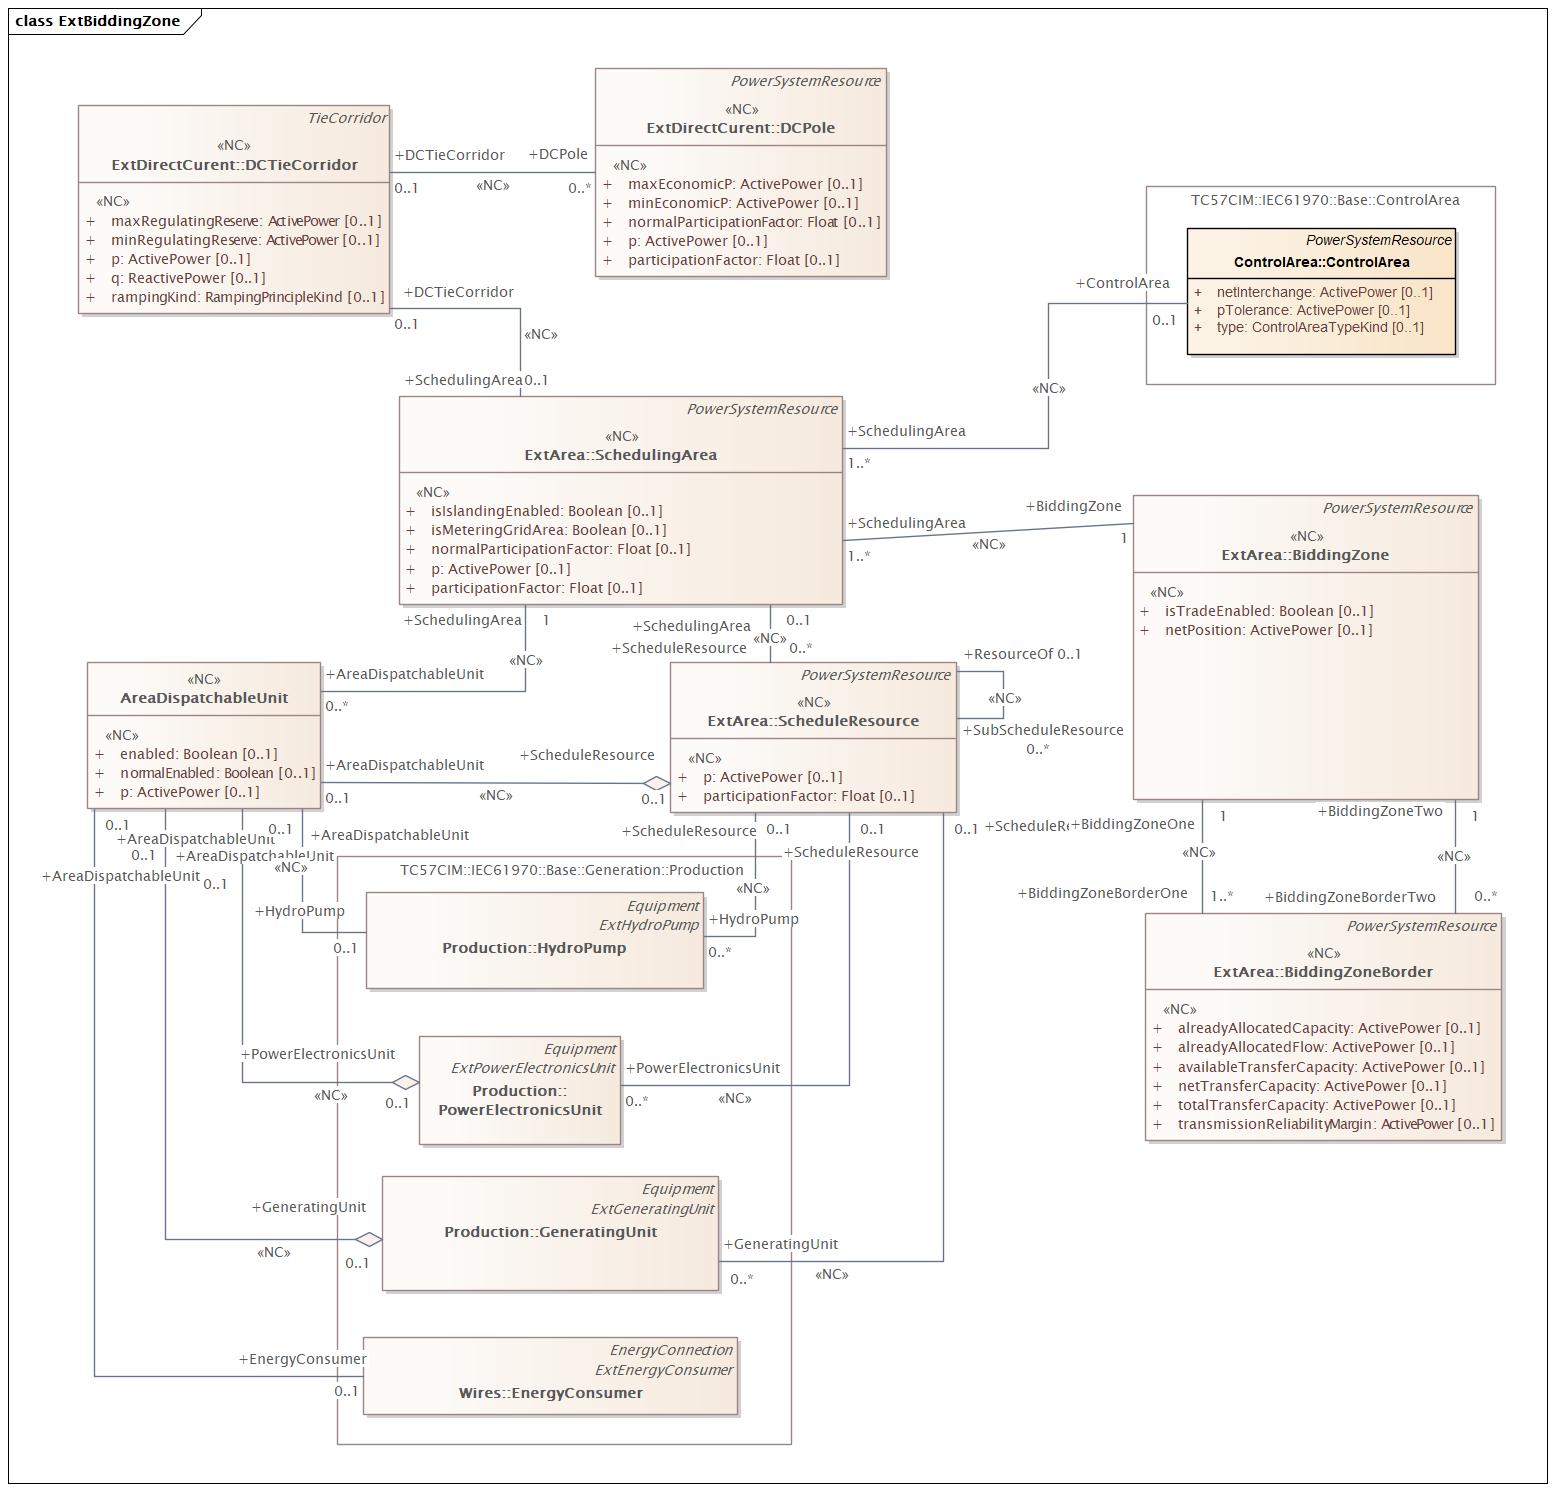 class ExtBiddingZone
PowerSystemResource
«NC»
ExtDirectCurent::DCPole
«NC»
+ maxEconomicP: ActivePower [0..1]
+ minEconomicP: ActivePower [0..1]
+ normalParticipationFactor: Float [0..1]
+ p: ActivePower [0..1]
+ participationFactor: Float [0..1]
TieCorridor
«NC»
ExtDirectCurent::DCTieCorridor
«NC»
+ maxRegulatingReserve: ActivePower [0..1]
+ minRegulatingReserve: ActivePower [0..1]
+ p: ActivePower [0..1]
+ q: ReactivePower [0..1]
+ rampingKind: RampingPrincipleKind [0..1]
+DCTieCorridor
+DCPole
0..1
«NC»
0..*
+DCTieCorridor
0..1
«NC»
+SchedulingArea
0..1
TC57CIM::IEC61970::Base::ControlArea
PowerSystemResource
ControlArea::ControlArea
+ netInterchange: ActivePower [0..1]
+ pTolerance: ActivePower [0..1]
+ type: ControlAreaTypeKind [0..1]
+ControlArea
0..1
«NC»
+SchedulingArea
1..*
PowerSystemResource
«NC»
ExtArea::SchedulingArea
«NC»
+ isIslandingEnabled: Boolean [0..1]
+ isMeteringGridArea: Boolean [0..1]
+ normalParticipationFactor: Float [0..1]
+ p: ActivePower [0..1]
+ participationFactor: Float [0..1]
+SchedulingArea
1..*
«NC»
+BiddingZone
1
PowerSystemResource
«NC»
ExtArea::BiddingZone
«NC»
+ isTradeEnabled: Boolean [0..1]
+ netPosition: ActivePower [0..1]
+SchedulingArea
1
«NC»
+AreaDispatchableUnit
0..*
+SchedulingArea
0..1
«NC»
+ScheduleResource
0..*
«NC»
AreaDispatchableUnit
«NC»
+ enabled: Boolean [0..1]
+ normalEnabled: Boolean [0..1]
+ p: ActivePower [0..1]
PowerSystemResource
«NC»
ExtArea::ScheduleResource
«NC»
+ p: ActivePower [0..1]
+ participationFactor: Float [0..1]
+ResourceOf 0..1
«NC»
+SubScheduleResource
0..*
+ScheduleResource
+AreaDispatchableUnit
0..1
«NC»
0..1
0..1
+AreaDispatchableUnit
0..1
+AreaDispatchableUnit
0..1
+AreaDispatchableUnit
0..1
+AreaDispatchableUnit
«NC»
+ScheduleResource
0..1
0..1
+ScheduleResource
0..1
+ScheduleRe
+BiddingZoneOne
1
«NC»
+BiddingZoneBorderOne
1..*
+BiddingZoneTwo
1
«NC»
+BiddingZoneBorderTwo
0..*
TC57CIM::IEC61970::Base::Generation::Production
+HydroPump
0..1
Equipment
ExtHydroPump
Production::HydroPump
«NC»
+HydroPump
0..*
PowerSystemResource
«NC»
ExtArea::BiddingZoneBorder
«NC»
+ alreadyAllocatedCapacity: ActivePower [0..1]
+ alreadyAllocatedFlow: ActivePower [0..1]
+ availableTransferCapacity: ActivePower [0..1]
+ netTransferCapacity: ActivePower [0..1]
+ totalTransferCapacity: ActivePower [0..1]
+ transmissionReliabilityMargin: ActivePower [0..1]
+PowerElectronicsUnit
«NC»
0..1
Equipment
ExtPowerElectronicsUnit
Production::
PowerElectronicsUnit
+PowerElectronicsUnit
0..*
«NC»
+GeneratingUnit
«NC»
0..1
Equipment
ExtGeneratingUnit
Production::GeneratingUnit
+GeneratingUnit
0..*
«NC»
+EnergyConsumer
0..1
EnergyConnection
ExtEnergyConsumer
Wires::EnergyConsumer